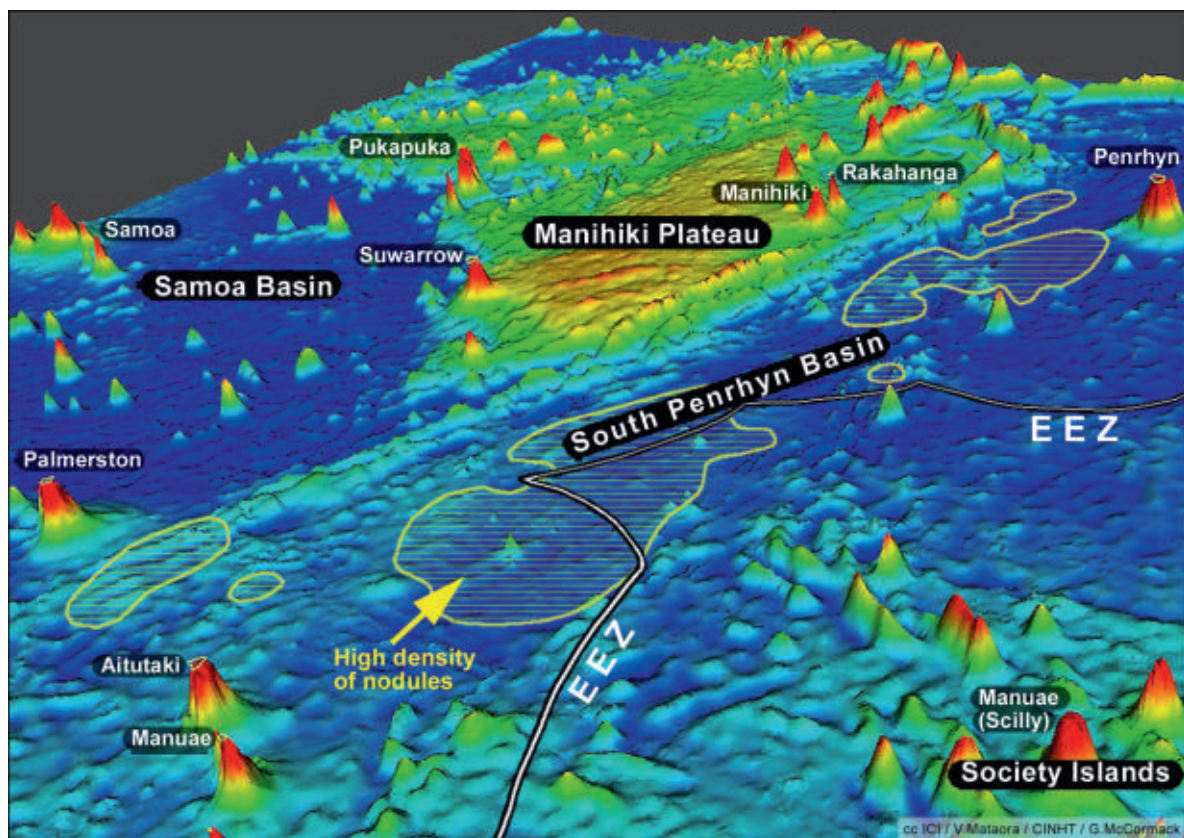 Pukapuka
Penrhyn
Rakahanga
Manihiki
Samoa
Manihiki Plateau
Suwarrow
Samoa Basin
South Penrhyn Basin
EEZ
Palmerston
High density
of nodules
EEZ
Aitutaki
Manuae
Manuae
(Scilly)
Society Islands
cc ICI / V.Mataora / CINHT / G.McCormack